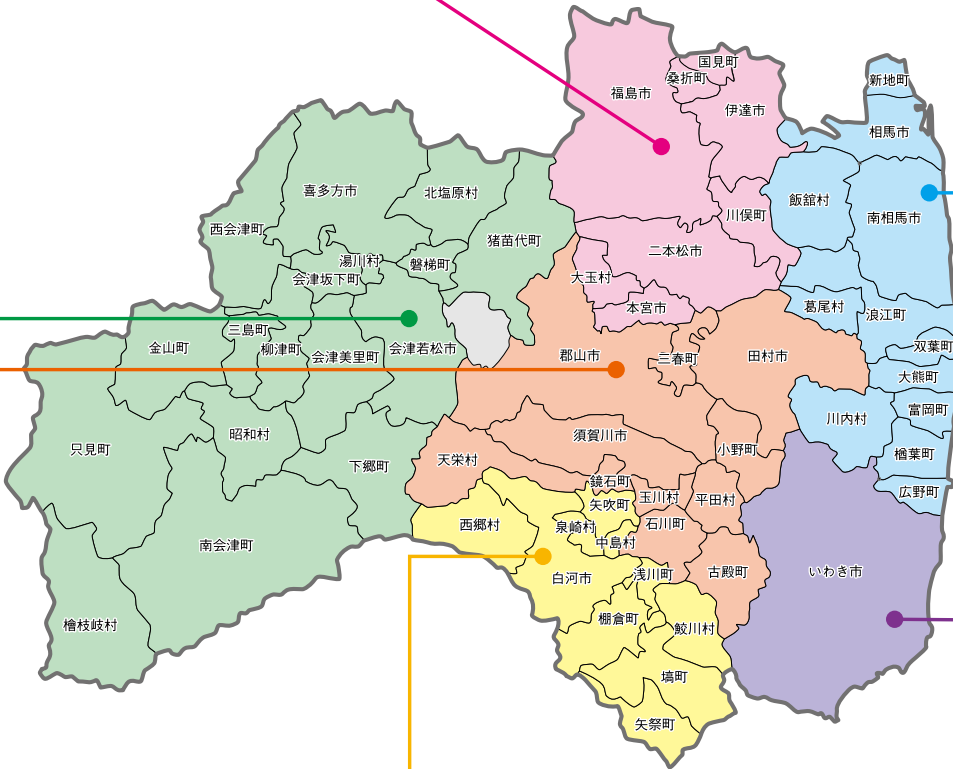 国見町
桑折町
新地町
福島市
伊達市
相馬市
喜多方市
北塩原村
飯舘村
川俣町
南相馬市
西会津町
猪苗代町
二本松市
湯川村
磐梯町
会津坂下町
大玉村
本宮市
葛尾村
浪江町
三島町
金山町
柳津町
会津美里町
会津若松市
郡山市
三春町
田村市
双葉町
大熊町
富岡町
川内村
只見町
昭和村
須賀川市
小野町
楢葉町
下郷町
天栄村
鏡石町
玉川村
平田村
広野町
矢吹町
西郷村
泉崎村
石川町
中島村
南会津町
白河市
浅川町
古殿町
いわき市
檜枝岐村
棚倉町
鮫川村
塙町
矢祭町